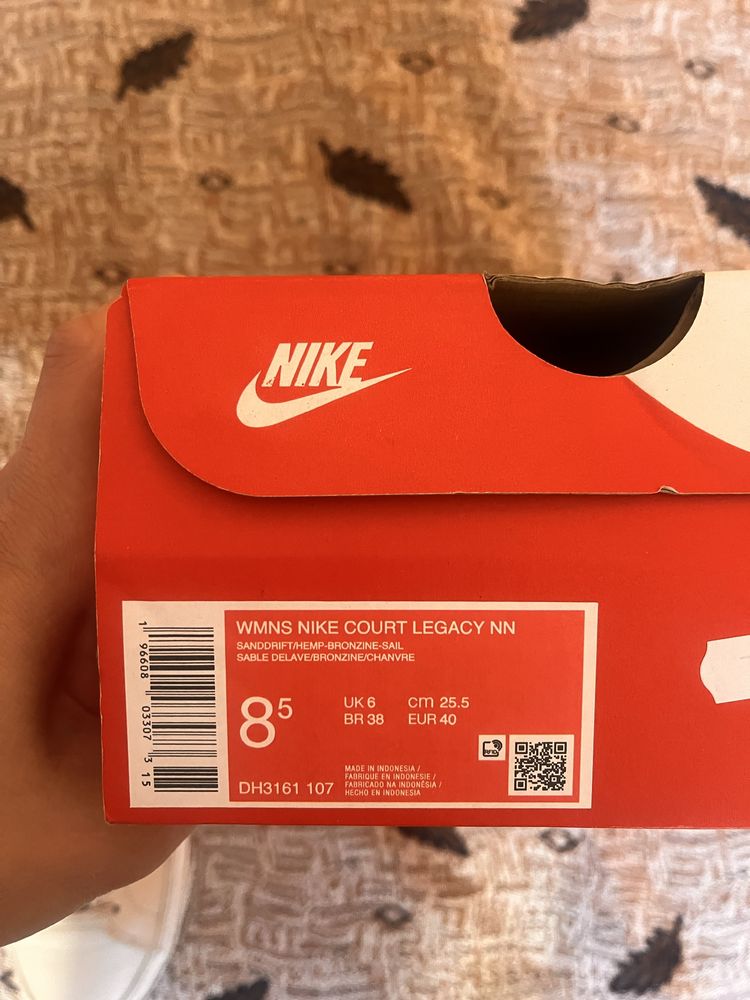 NIKE
WMNS NIKE COURT LEGACY NN
SANDDRIFT/HEMP-BRONZINE-SAIL
SABLE DELAVE/BRONZINE/CHANVRE
8⁵
UK 6 cm 25.5
BR 38 EUR 40
DH3161 107
MADE IN INDONESIA /
FABRIQUE EN INDONESIE /
FABRICADO NA INDONÉSIA /
HECHO EN INDONESIA
RFID
1 96608 03307 3 15